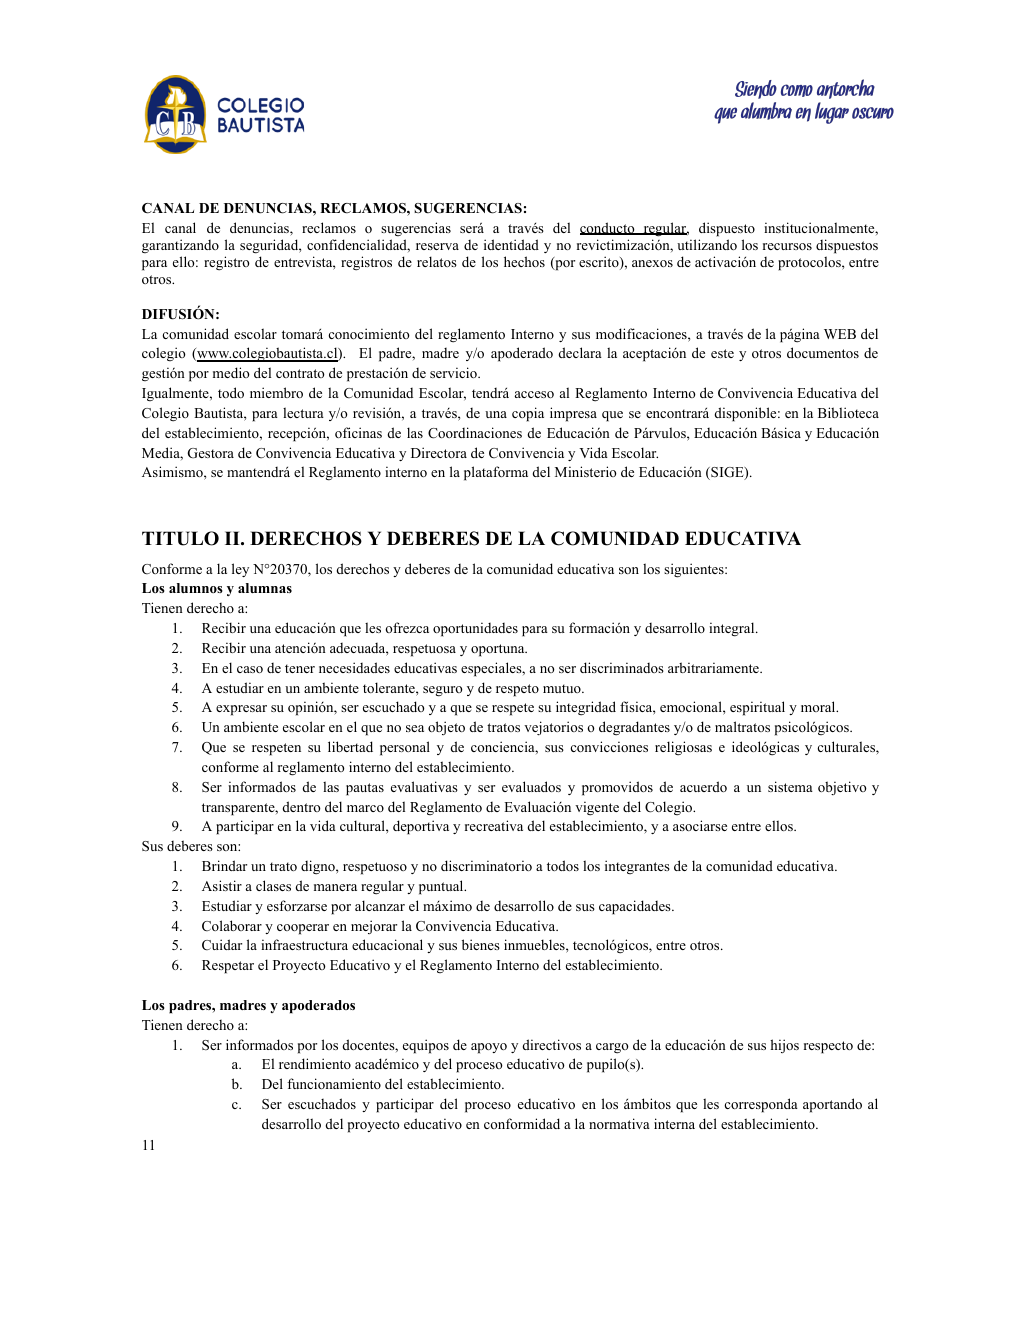 COLEGIO
BAUTISTA
CB
Siendo como antorcha
que alumbra en lugar oscuro
CANAL DE DENUNCIAS, RECLAMOS, SUGERENCIAS:
El canal de denuncias, reclamos o sugerencias será a través del conducto regular, dispuesto institucionalmente,
garantizando la seguridad, confidencialidad, reserva de identidad y no revictimización, utilizando los recursos dispuestos
para ello: registro de entrevista, registros de relatos de los hechos (por escrito), anexos de activación de protocolos, entre
otros.
DIFUSIÓN:
La comunidad escolar tomará conocimiento del reglamento Interno y sus modificaciones, a través de la página WEB del
colegio (www.colegiobautista.cl). El padre, madre y/o apoderado declara la aceptación de este y otros documentos de
gestión por medio del contrato de prestación de servicio.
Igualmente, todo miembro de la Comunidad Escolar, tendrá acceso al Reglamento Interno de Convivencia Educativa del
Colegio Bautista, para lectura y/o revisión, a través, de una copia impresa que se encontrará disponible: en la Biblioteca
del establecimiento, recepción, oficinas de las Coordinaciones de Educación de Párvulos, Educación Básica y Educación
Media, Gestora de Convivencia Educativa y Directora de Convivencia y Vida Escolar.
Asimismo, se mantendrá el Reglamento interno en la plataforma del Ministerio de Educación (SIGE).
TITULO II. DERECHOS Y DEBERES DE LA COMUNIDAD EDUCATIVA
Conforme a la ley N°20370, los derechos y deberes de la comunidad educativa son los siguientes:
Los alumnos y alumnas
Tienen derecho a:
1. Recibir una educación que les ofrezca oportunidades para su formación y desarrollo integral.
2. Recibir una atención adecuada, respetuosa y oportuna.
3. En el caso de tener necesidades educativas especiales, a no ser discriminados arbitrariamente.
4. A estudiar en un ambiente tolerante, seguro y de respeto mutuo.
5. A expresar su opinión, ser escuchado y a que se respete su integridad física, emocional, espiritual y moral.
6. Un ambiente escolar en el que no sea objeto de tratos vejatorios o degradantes y/o de maltratos psicológicos.
7. Que se respeten su libertad personal y de conciencia, sus convicciones religiosas e ideológicas y culturales,
conforme al reglamento interno del establecimiento.
8. Ser informados de las pautas evaluativas y ser evaluados y promovidos de acuerdo a un sistema objetivo y
transparente, dentro del marco del Reglamento de Evaluación vigente del Colegio.
9. A participar en la vida cultural, deportiva y recreativa del establecimiento, y a asociarse entre ellos.
Sus deberes son:
1. Brindar un trato digno, respetuoso y no discriminatorio a todos los integrantes de la comunidad educativa.
2. Asistir a clases de manera regular y puntual.
3. Estudiar y esforzarse por alcanzar el máximo de desarrollo de sus capacidades.
4. Colaborar y cooperar en mejorar la Convivencia Educativa.
5. Cuidar la infraestructura educacional y sus bienes inmuebles, tecnológicos, entre otros.
6. Respetar el Proyecto Educativo y el Reglamento Interno del establecimiento.
Los padres, madres y apoderados
Tienen derecho a:
1. Ser informados por los docentes, equipos de apoyo y directivos a cargo de la educación de sus hijos respecto de:
a. El rendimiento académico y del proceso educativo de pupilo(s).
b. Del funcionamiento del establecimiento.
c. Ser escuchados y participar del proceso educativo en los ámbitos que les corresponda aportando al
desarrollo del proyecto educativo en conformidad a la normativa interna del establecimiento.
11